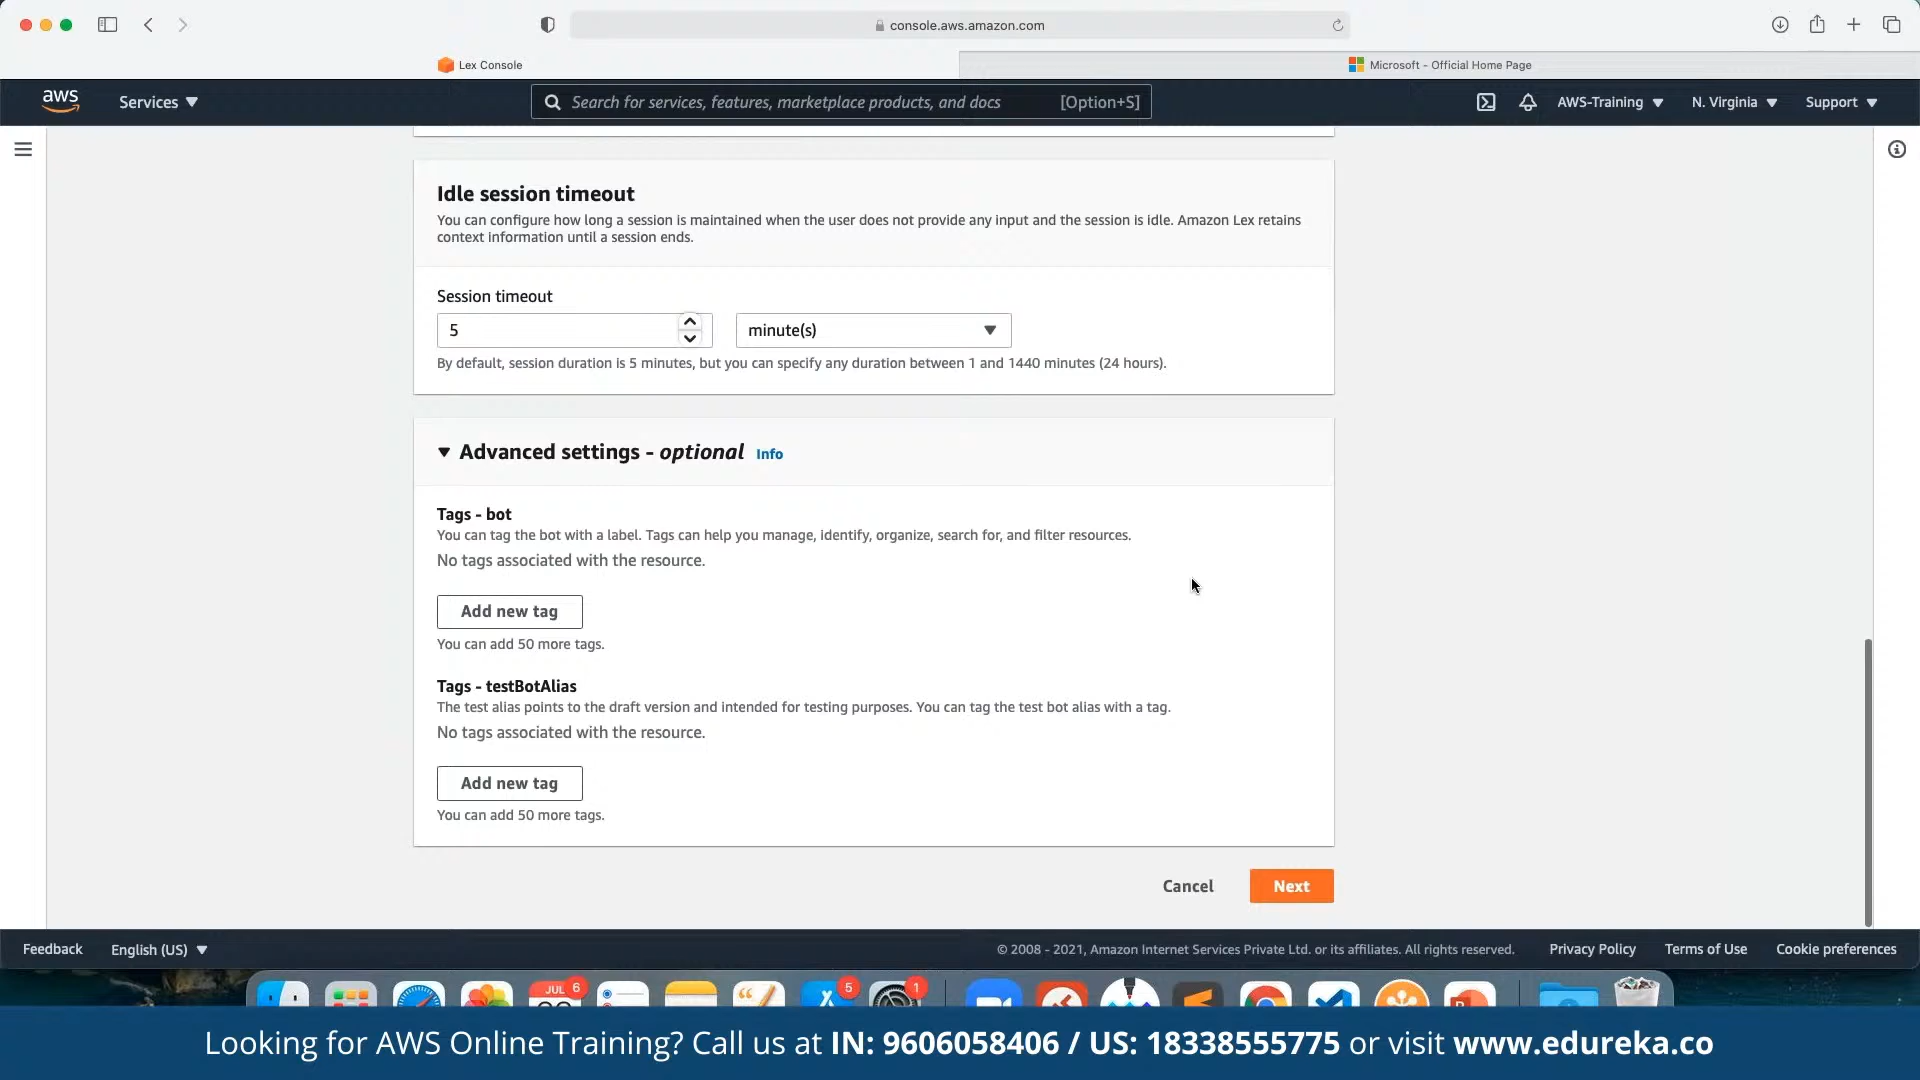 console.aws.amazon.com
Lex Console
Microsoft - Official Home Page
aws
Services
Search for services, features, marketplace products, and docs
[Option+S]
AWS-Training
N. Virginia
Support
Idle session timeout
You can configure how long a session is maintained when the user does not provide any input and the session is idle. Amazon Lex retains
context information until a session ends.
Session timeout
5
minute(s)
By default, session duration is 5 minutes, but you can specify any duration between 1 and 1440 minutes (24 hours).
Advanced settings - optional Info
Tags - bot
You can tag the bot with a label. Tags can help you manage, identify, organize, search for, and filter resources.
No tags associated with the resource.
Add new tag
You can add 50 more tags.
Tags - testBotAlias
The test alias points to the draft version and intended for testing purposes. You can tag the test bot alias with a tag.
No tags associated with the resource.
Add new tag
You can add 50 more tags.
Cancel
Next
Feedback
English (US)
© 2008 - 2021, Amazon Internet Services Private Ltd. or its affiliates. All rights reserved.
Privacy Policy
Terms of Use
Cookie preferences
JUL
6
5
1
Looking for AWS Online Training? Call us at IN: 9606058406 / US: 18338555775 or visit www.edureka.co